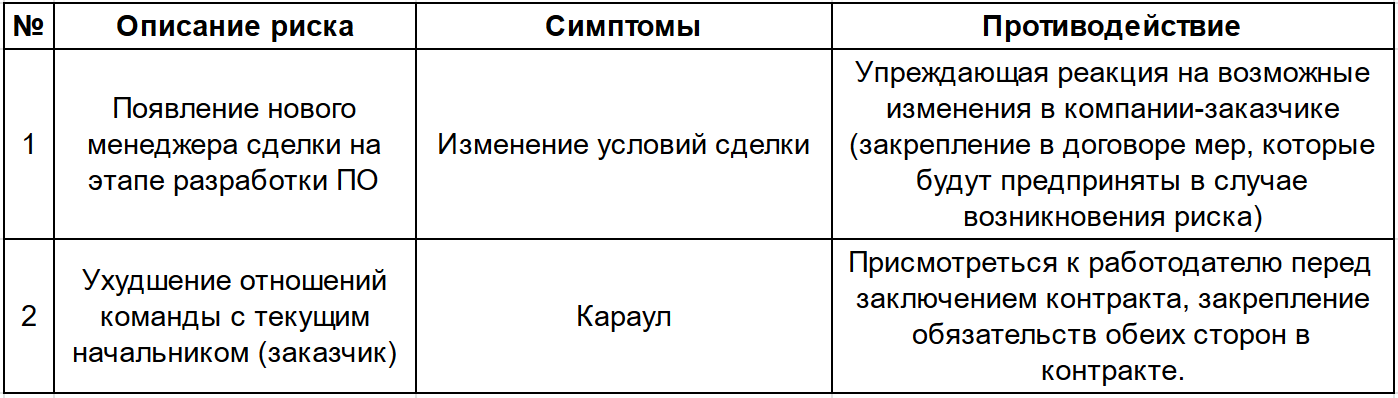 № Описание риска Симптомы Противодействие
1
Появление нового
менеджера сделки на
этапе разработки ПО
Изменение условий сделки
Упреждающая реакция на возможные
изменения в компании-заказчике
(закрепление в договоре мер, которые
будут предприняты в случае
возникновения риска)
2
Ухудшение отношений
команды с текущим
начальником (заказчик)
Караул
Присмотреться к работодателю перед
заключением контракта, закрепление
обязательств обеих сторон в
контракте.